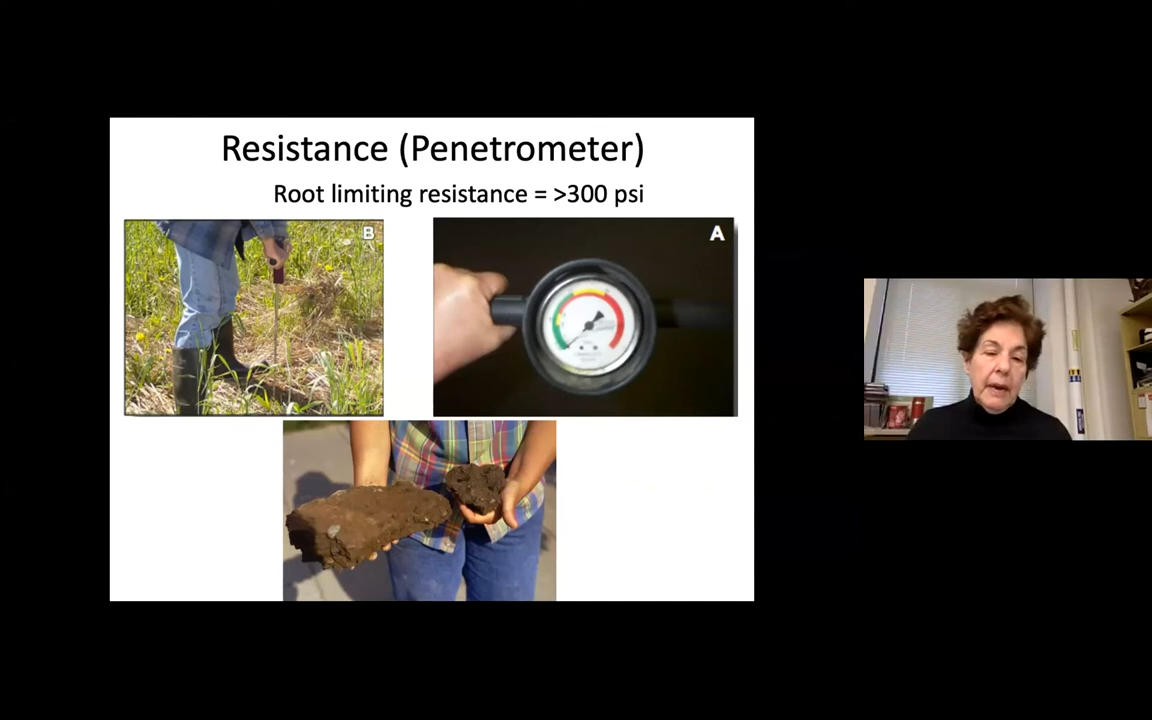 Resistance (Penetrometer)
Root limiting resistance = >300 psi
B
A